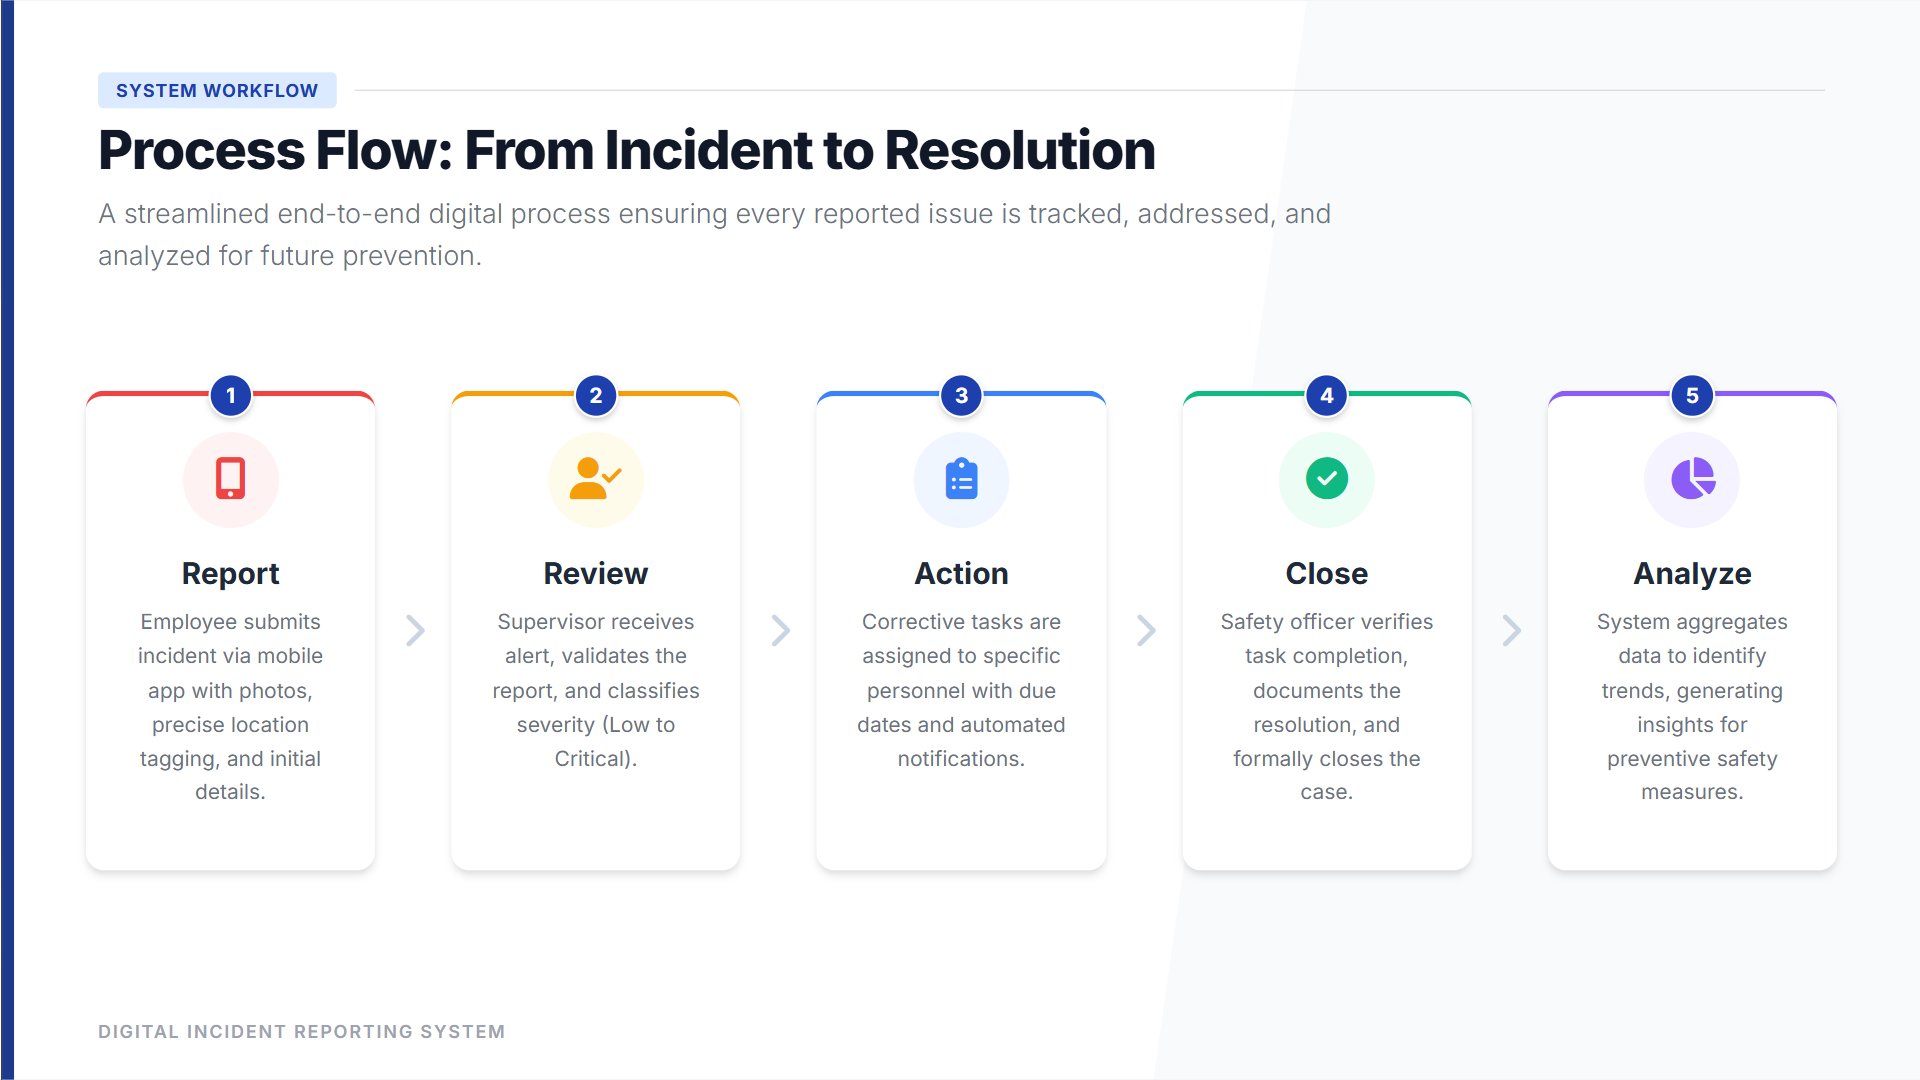 SYSTEM WORKFLOW
Process Flow: From Incident to Resolution
A streamlined end-to-end digital process ensuring every reported issue is tracked, addressed, and
analyzed for future prevention.
1
Report
Employee submits
incident via mobile
app with photos,
precise location
tagging, and initial
details.
2
Review
Supervisor receives
alert, validates the
report, and classifies
severity (Low to
Critical).
3
Action
Corrective tasks are
assigned to specific
personnel with due
dates and automated
notifications.
4
Close
Safety officer verifies
task completion,
documents the
resolution, and
formally closes the
case.
5
Analyze
System aggregates
data to identify
trends, generating
insights for
preventive safety
measures.
DIGITAL INCIDENT REPORTING SYSTEM